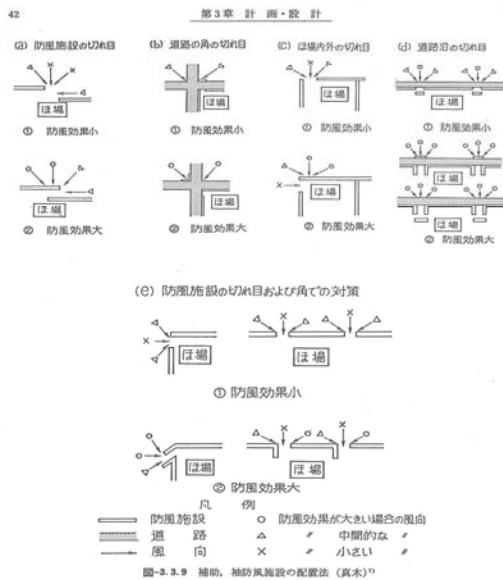 42
第3章 計画・設計
(a) 防風施設の切れ目
(b) 道路の角の切れ目
(c) ほ場内外の切れ目
(d) 道路沿の切れ目
ほ場
ほ場
ほ場
ほ場
① 防風効果小
① 防風効果小
① 防風効果小
① 防風効果小
ほ場
ほ場
ほ場
ほ場
ほ場
② 防風効果大
② 防風効果大
② 防風効果大
② 防風効果大
(e) 防風施設の切れ目および角での対策
ほ場
ほ場
① 防風効果小
ほ場
ほ場
② 防風効果大
凡例
防風施設 ○ 防風効果が大きい場合の風向
道路 △ 〃 中間的な 〃
風向 × 〃 小さい 〃
図-3.3.9 補助,袖防風施設の配置法 (真木)7)